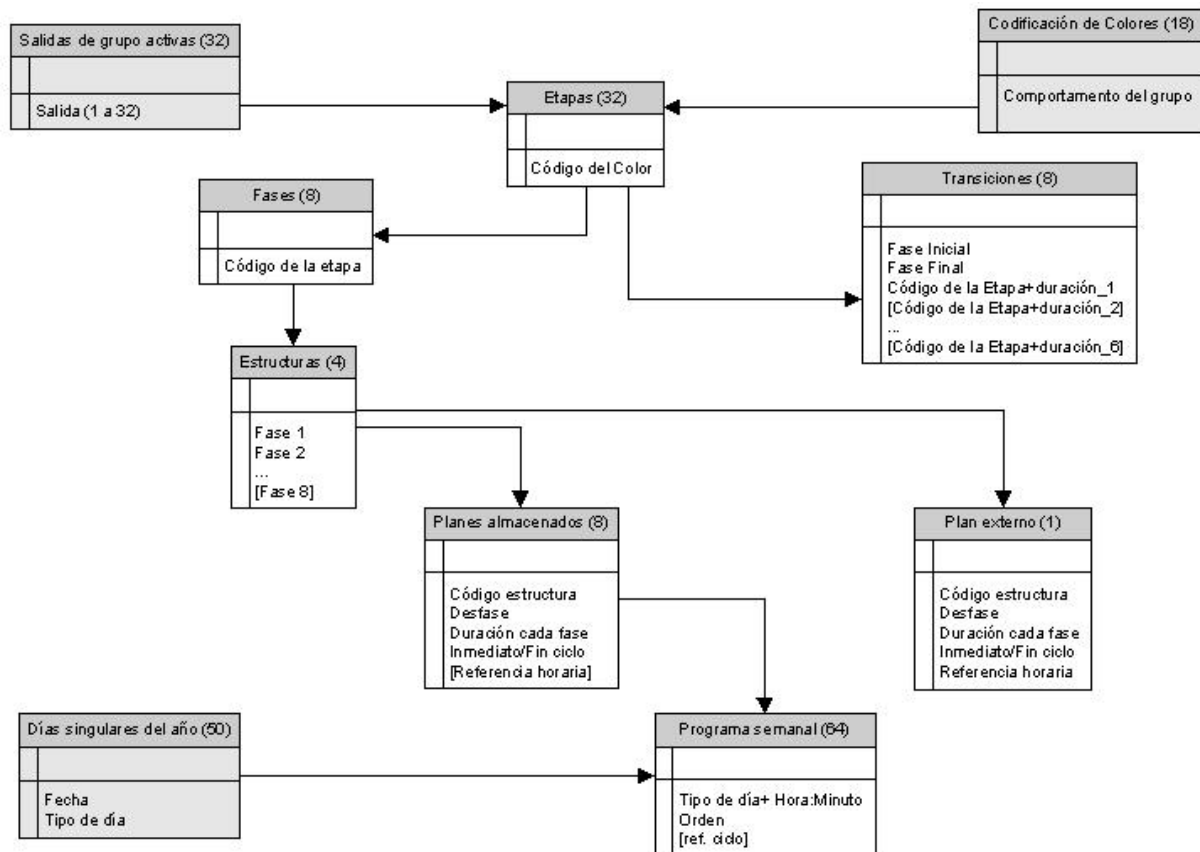 Salidas de grupo activas (32)
Salida (1 a 32)
Codificación de Colores (18)
Comportamento del grupo
Etapas (32)
Código del Color
Fases (8)
Código de la etapa
Transiciones (8)
Fase Inicial
Fase Final
Código de la Etapa+duración_1
[Código de la Etapa+duración_2]
...
[Código de la Etapa+duración_6]
Estructuras (4)
Fase 1
Fase 2
...
[Fase 8]
Planes almacenados (8)
Código estructura
Desfase
Duración cada fase
Inmediato/Fin ciclo
[Referencia horaria]
Plan externo (1)
Código estructura
Desfase
Duración cada fase
Inmediato/Fin ciclo
Referencia horaria
Días singulares del año (50)
Fecha
Tipo de día
Programa semanal (64)
Tipo de día+ Hora:Minuto
Orden
[ref. ciclo]